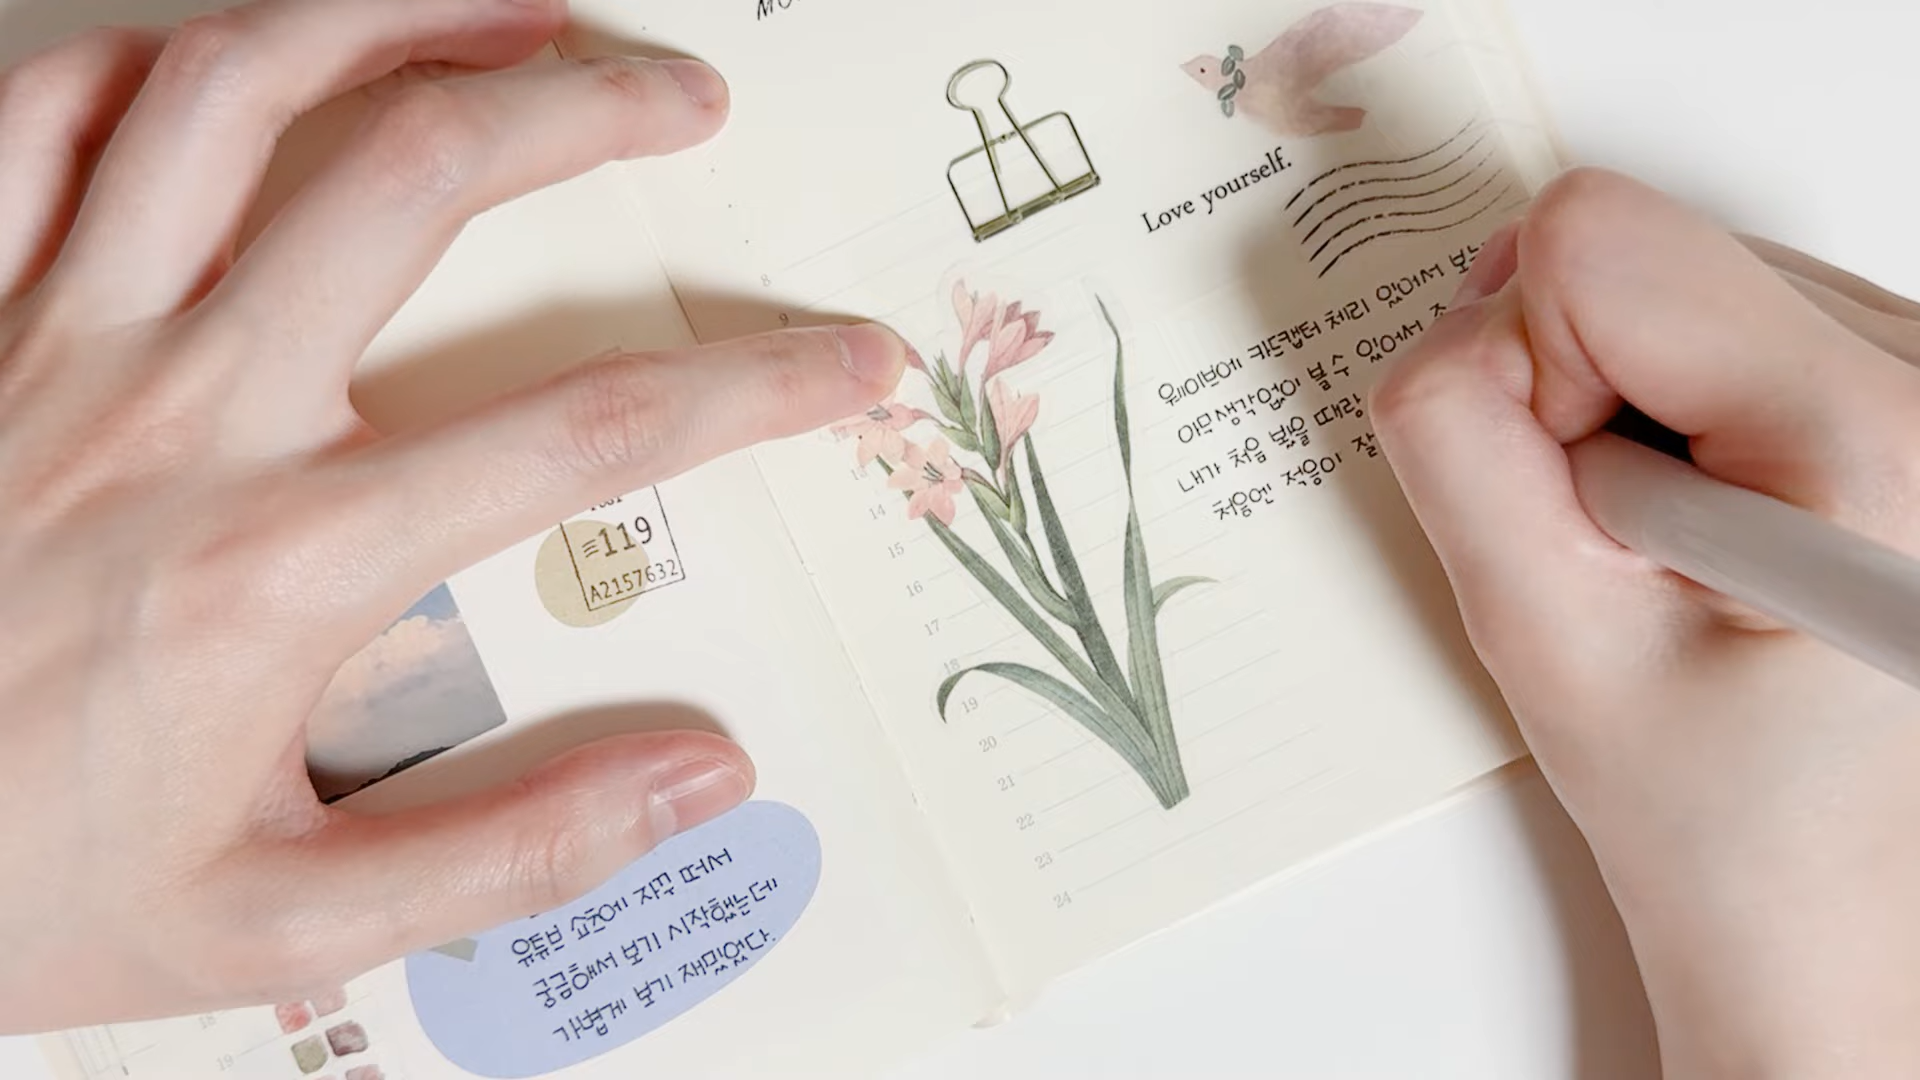 8
9
13
14
15
16
17
18
19
20
21
22
23
24
Love yourself.
웨이브에 카드캡터 체리 있어서 보는
아무생각없이 볼 수 있어서
내가 처음 봤을 때랑
처음엔 적응이 잘
119
A2157632
유튜브 쇼츠에 자꾸 떠서
궁금해서 보기 시작했는데
가볍게 보기 재밌었다.
18
19